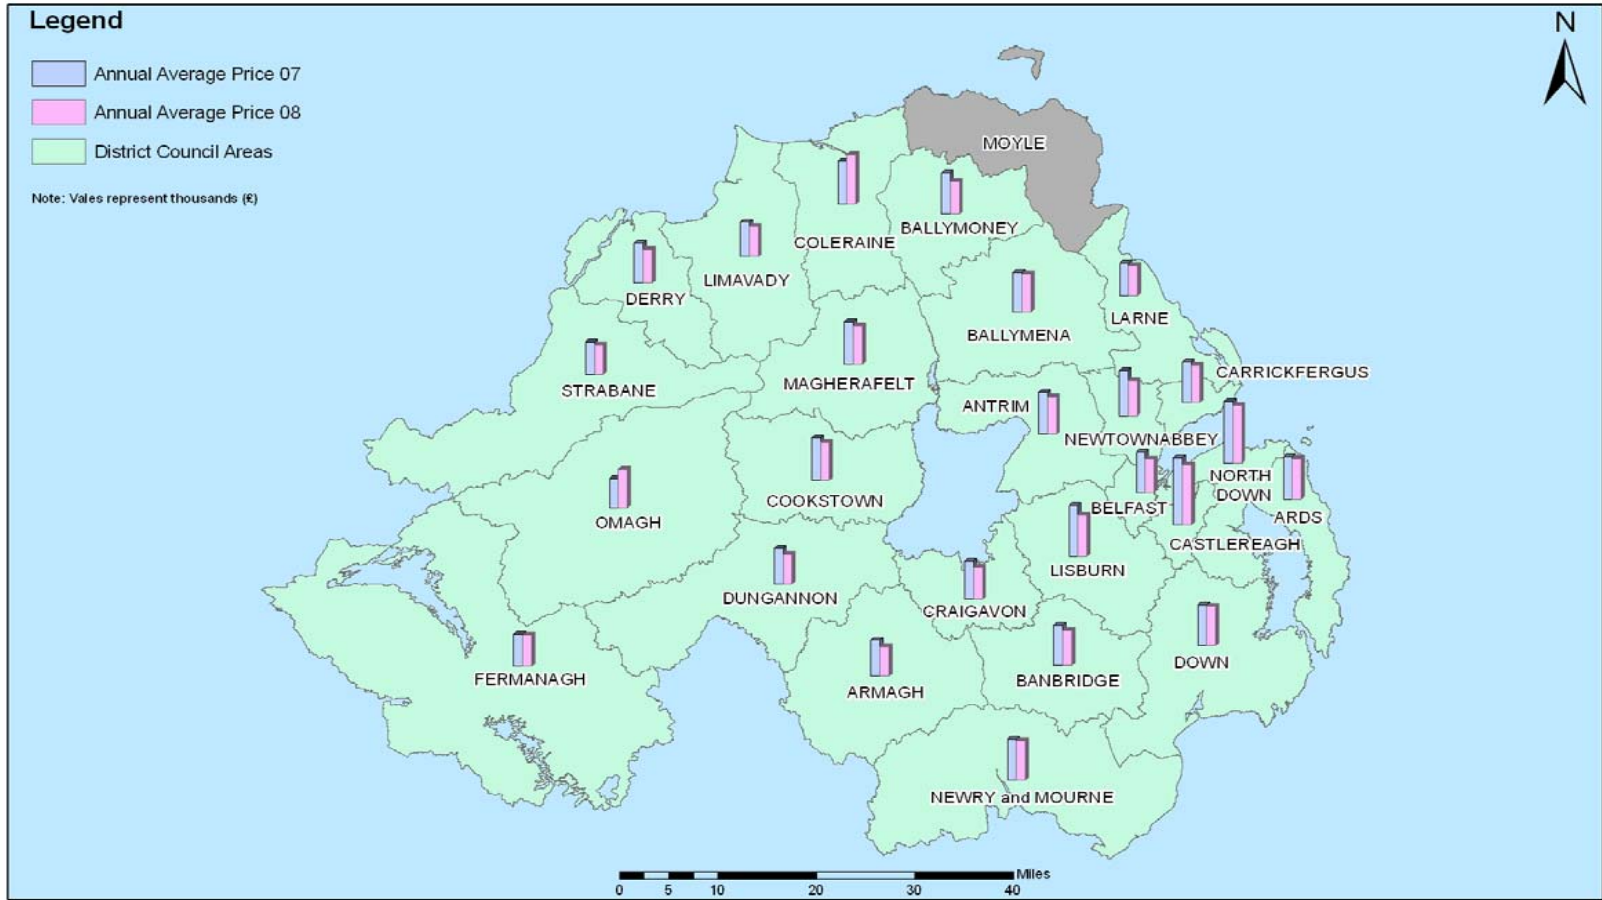 Legend
N
Annual Average Price 07
Annual Average Price 08
District Council Areas
Note: Vales represent thousands (£)
MOYLE
BALLYMONEY
COLERAINE
LIMAVADY
DERRY
LARNE
BALLYMENA
CARRICKFERGUS
MAGHERAFELT
STRABANE
ANTRIM
NEWTOWNABBEY
NORTH
DOWN
COOKSTOWN
BELFAST
ARDS
OMAGH
CASTLEREAGH
LISBURN
DUNGANNON
CRAIGAVON
DOWN
FERMANAGH
BANBRIDGE
ARMAGH
NEWRY and MOURNE
Miles
0 5 10 20 30 40